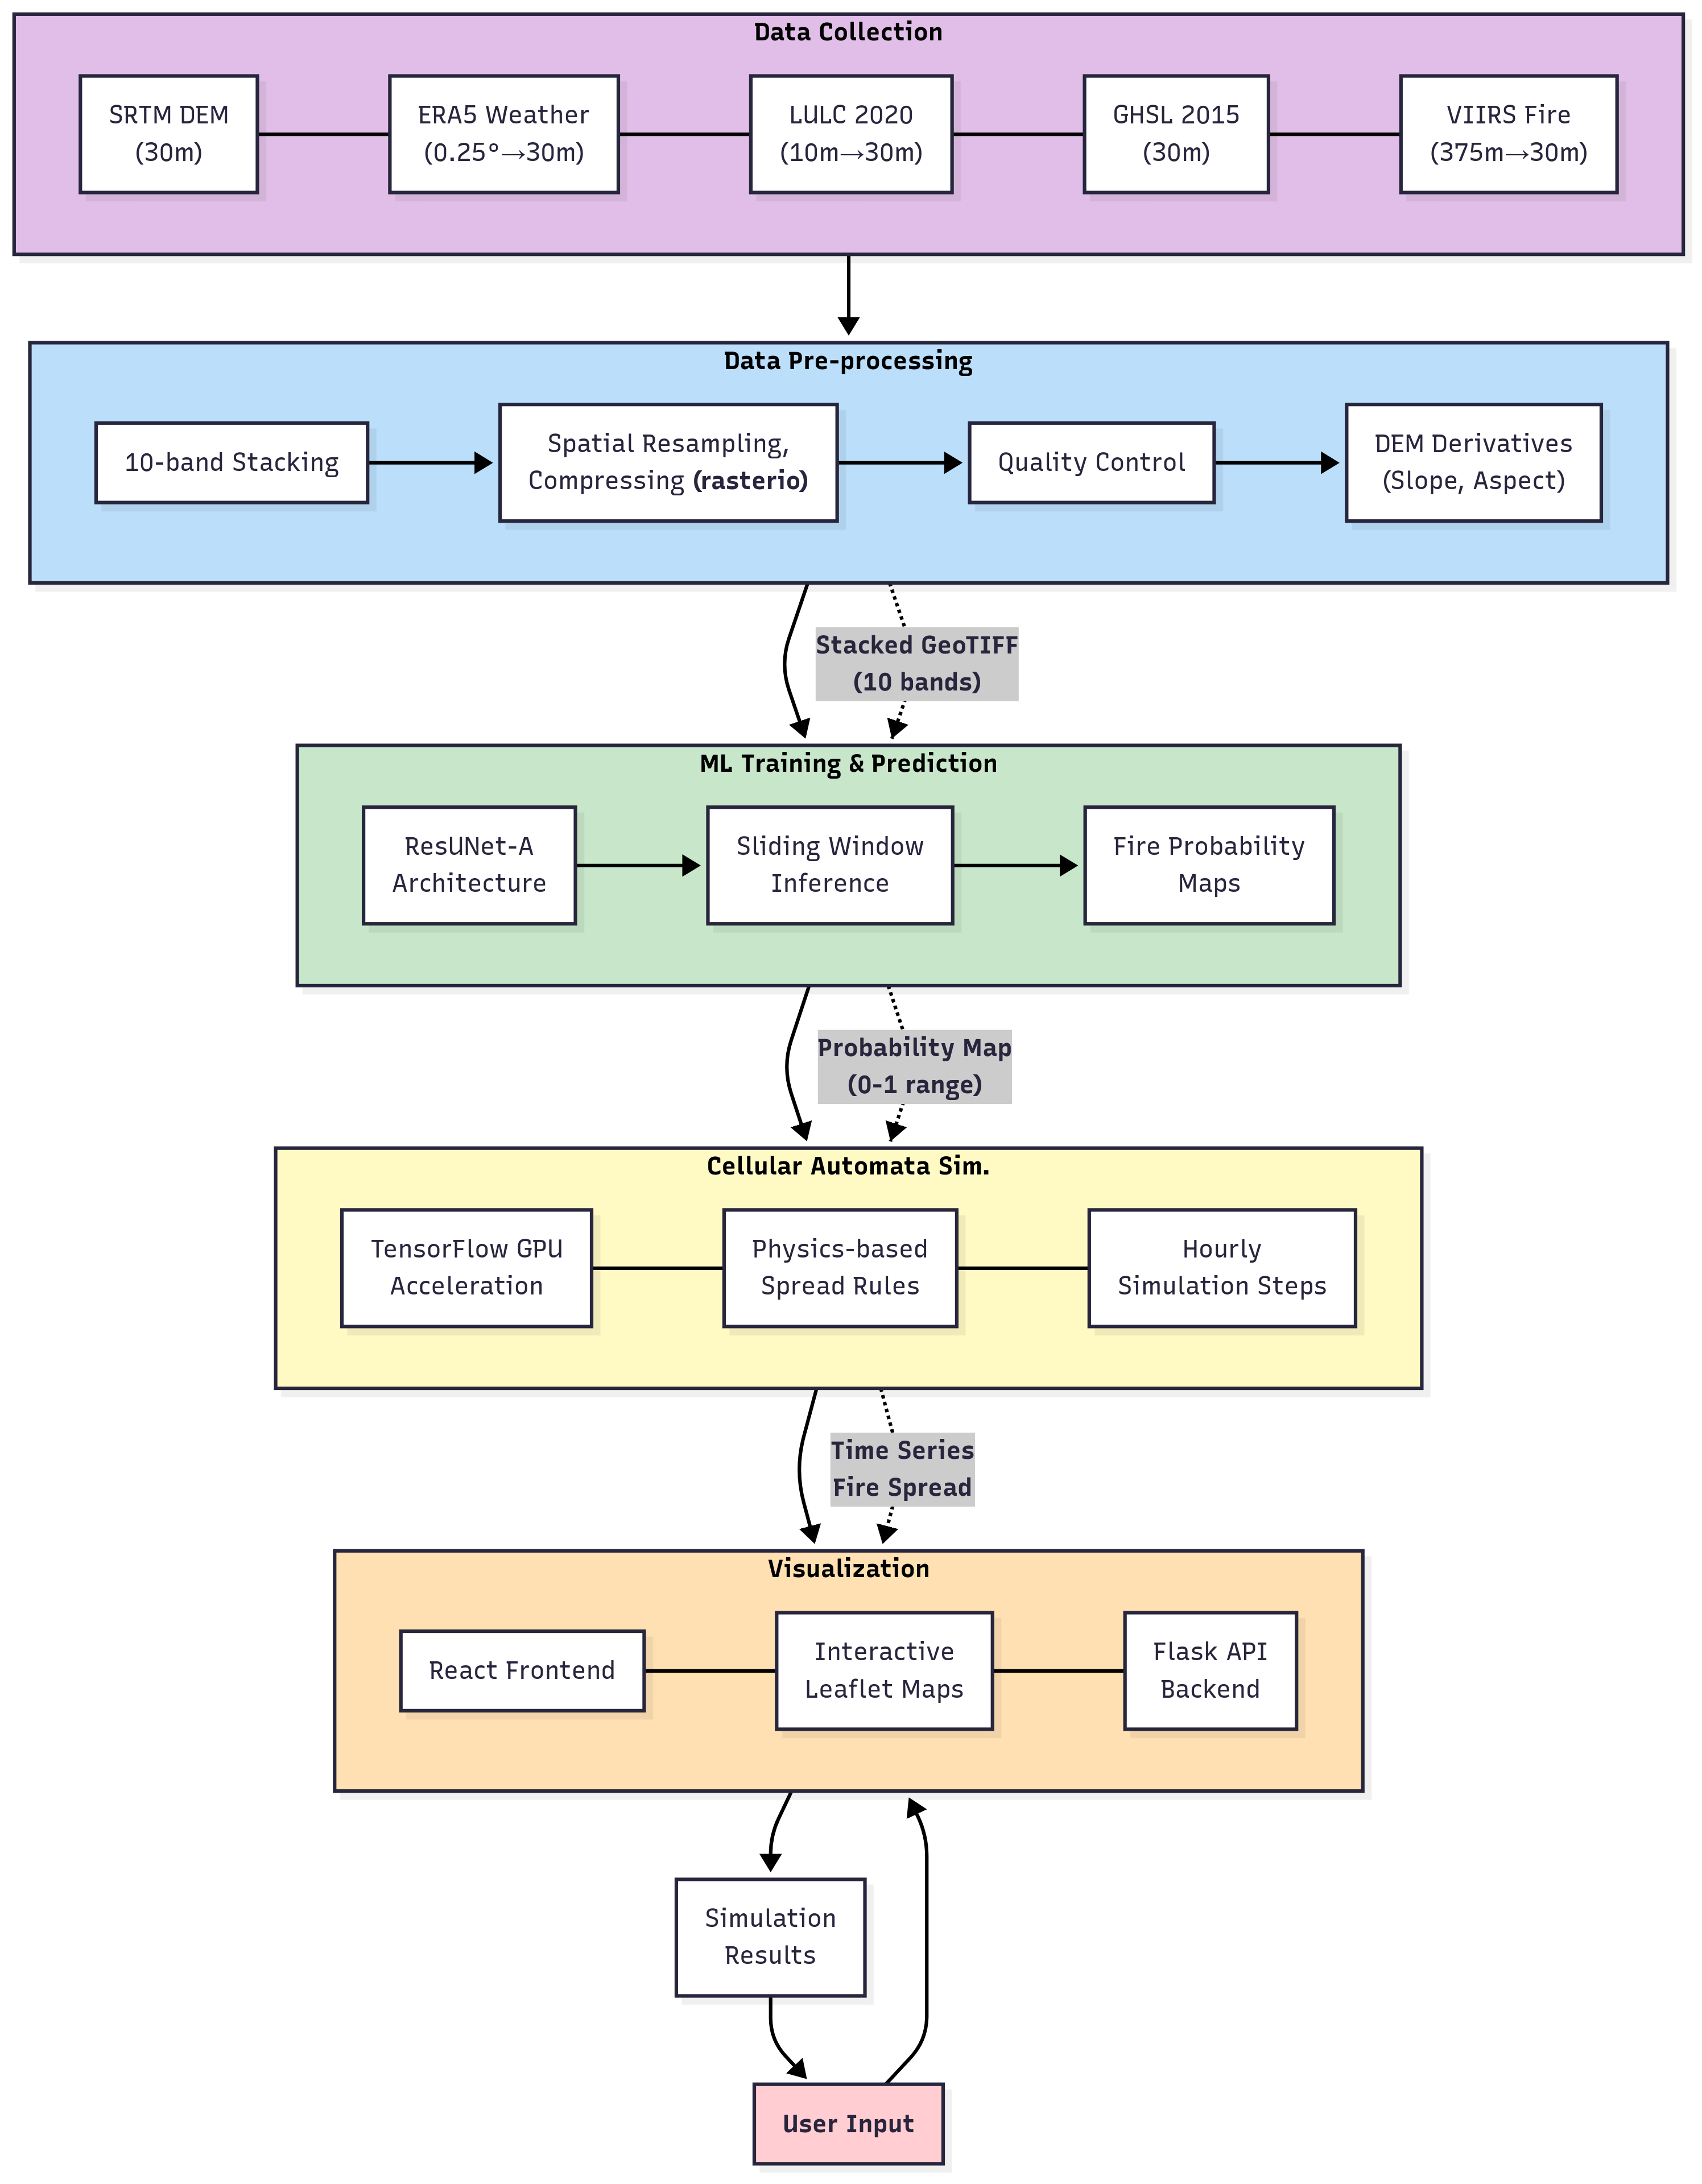 Data Collection
SRTM DEM
(30m)
ERA5 Weather
(0.25°→30m)
LULC 2020
(10m→30m)
GHSL 2015
(30m)
VIIRS Fire
(375m→30m)
Data Pre-processing
10-band Stacking
Spatial Resampling,
Compressing (rasterio)
Quality Control
DEM Derivatives
(Slope, Aspect)
Stacked GeoTIFF
(10 bands)
ML Training & Prediction
ResUNet-A
Architecture
Sliding Window
Inference
Fire Probability
Maps
Probability Map
(0-1 range)
Cellular Automata Sim.
TensorFlow GPU
Acceleration
Physics-based
Spread Rules
Hourly
Simulation Steps
Time Series
Fire Spread
Visualization
React Frontend
Interactive
Leaflet Maps
Flask API
Backend
Simulation
Results
User Input